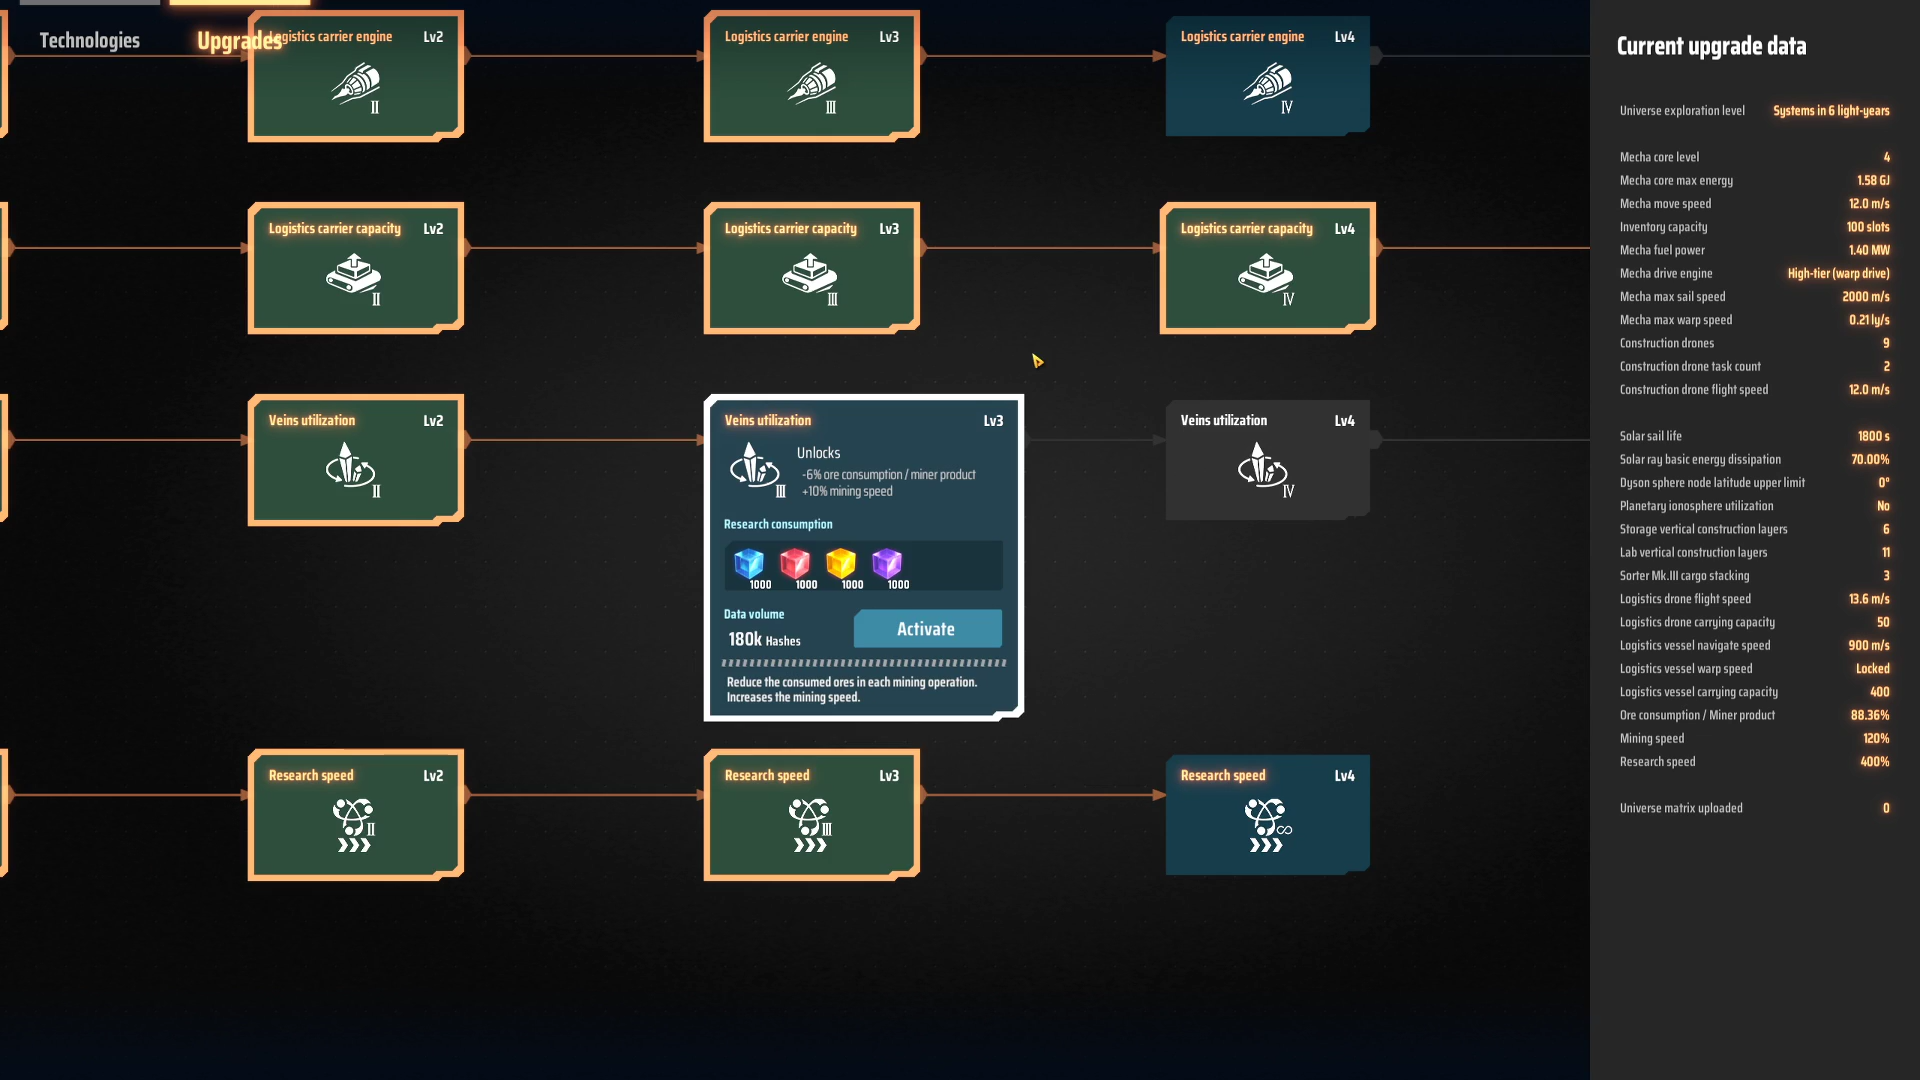 Technologies
Upgrades
Logistics carrier engine Lv2
II
Logistics carrier engine Lv3
III
Logistics carrier engine Lv4
IV
Logistics carrier capacity Lv2
II
Logistics carrier capacity Lv3
III
Logistics carrier capacity Lv4
IV
Veins utilization Lv2
II
Veins utilization Lv3
III
Unlocks
-6% ore consumption / miner product
+10% mining speed
Research consumption
1000 1000 1000 1000
Data volume
180k Hashes
Activate
Reduce the consumed ores in each mining operation.
Increases the mining speed.
Veins utilization Lv4
IV
Research speed Lv2
II
Research speed Lv3
III
Research speed Lv4
∞
Current upgrade data
Universe exploration level Systems in 6 light-years
Mecha core level 4
Mecha core max energy 1.58 GJ
Mecha move speed 12.0 m/s
Inventory capacity 100 slots
Mecha fuel power 1.40 MW
Mecha drive engine High-tier (warp drive)
Mecha max sail speed 2000 m/s
Mecha max warp speed 0.21 ly/s
Construction drones 9
Construction drone task count 2
Construction drone flight speed 12.0 m/s
Solar sail life 1800 s
Solar ray basic energy dissipation 70.00%
Dyson sphere node latitude upper limit 0°
Planetary ionosphere utilization No
Storage vertical construction layers 6
Lab vertical construction layers 11
Sorter Mk.III cargo stacking 3
Logistics drone flight speed 13.6 m/s
Logistics drone carrying capacity 50
Logistics vessel navigate speed 900 m/s
Logistics vessel warp speed Locked
Logistics vessel carrying capacity 400
Ore consumption / Miner product 88.36%
Mining speed 120%
Research speed 400%
Universe matrix uploaded 0